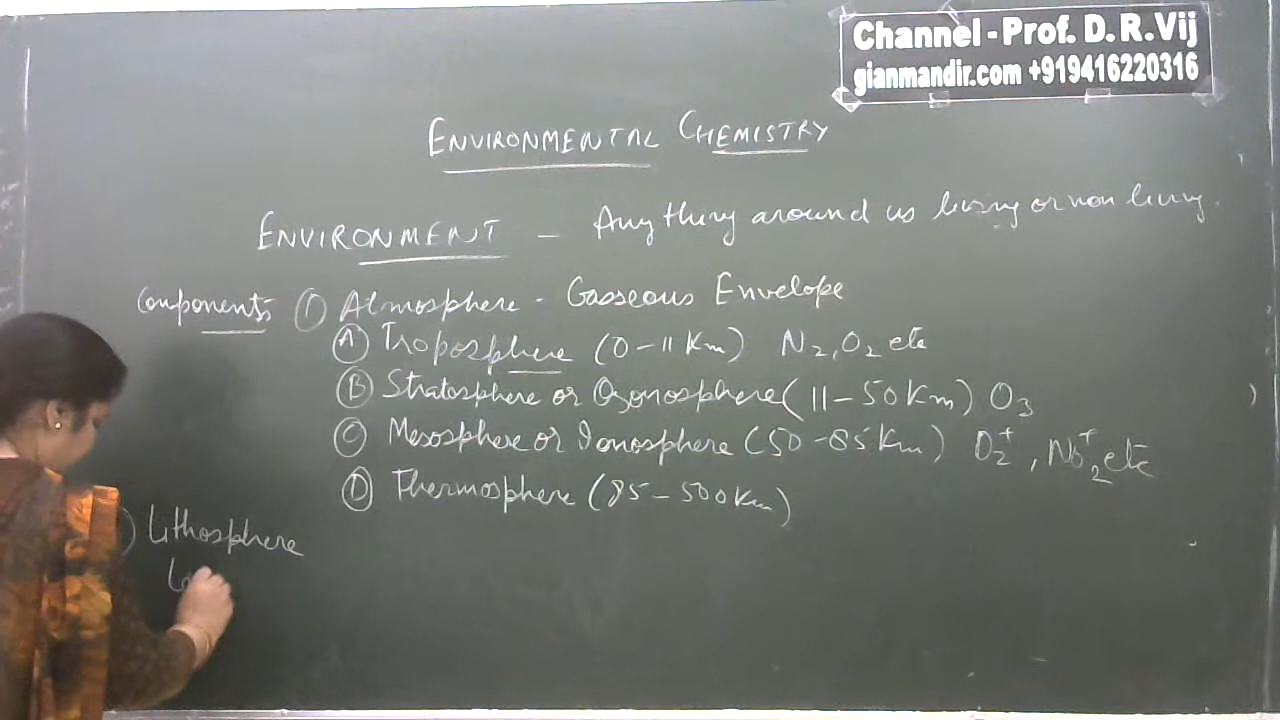 Channel - Prof. D.R.Vij
gianmandir.com +919416220316
ENVIRONMENTAL CHEMISTRY
ENVIRONMENT – Any thing around us living or non living.
Components ① Atmosphere - Gasseous Envelope
Ⓐ Troposphere (0-11 Km) N₂, O₂ etc
Ⓑ Stratosphere or Ozonosphere (11-50 Km) O₃
Ⓒ Mesosphere or Ionosphere (50-85 Km) O₂⁺, NO₂⁺ etc
Ⓓ Thermosphere (85-500 Km)
) Lithosphere